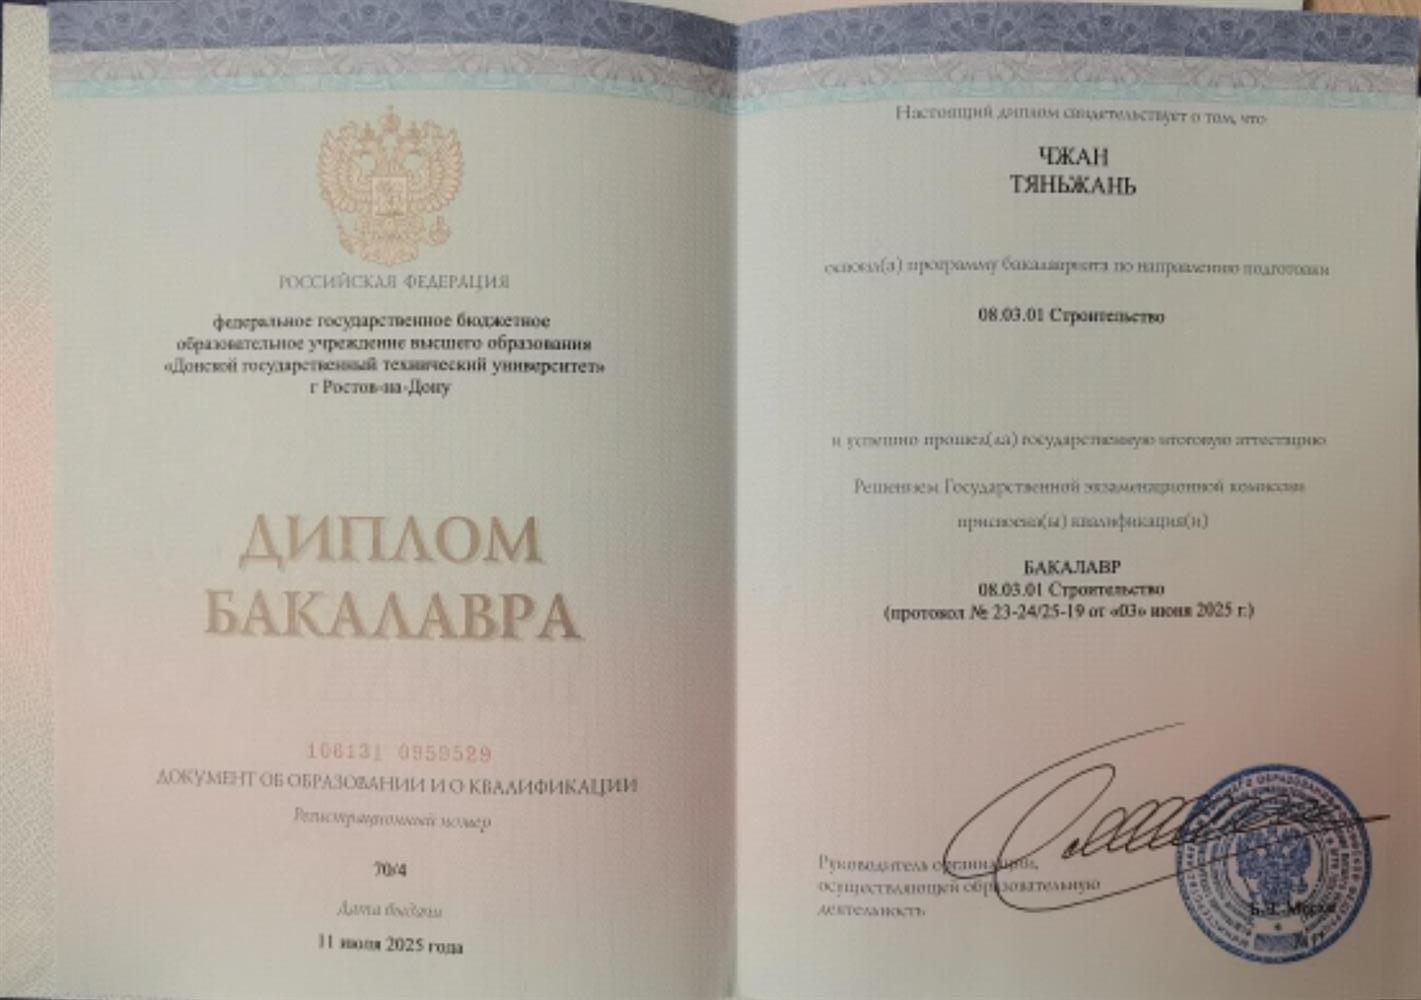 РОССИЙСКАЯ ФЕДЕРАЦИЯ
федеральное государственное бюджетное
образовательное учреждение высшего образования
«Донской государственный технический университет»
г Ростов-на-Дону
ДИПЛОМ
БАКАЛАВРА
106131 0959529
ДОКУМЕНТ ОБ ОБРАЗОВАНИИ И О КВАЛИФИКАЦИИ
Регистрационный номер
70/4
Дата выдачи
11 июля 2025 года
Настоящий диплом свидетельствует о том, что
ЧЖАН
ТЯНЬЖАНЬ
освоил(а) программу бакалавриата по направлению подготовки
08.03.01 Строительство
и успешно прошел(ла) государственную итоговую аттестацию
Решением Государственной экзаменационной комиссии
присвоена(ы) квалификация(и)
БАКАЛАВР
08.03.01 Строительство
(протокол № 23-24/25-19 от «03» июня 2025 г.)
Руководитель организации,
осуществляющей образовательную
деятельность